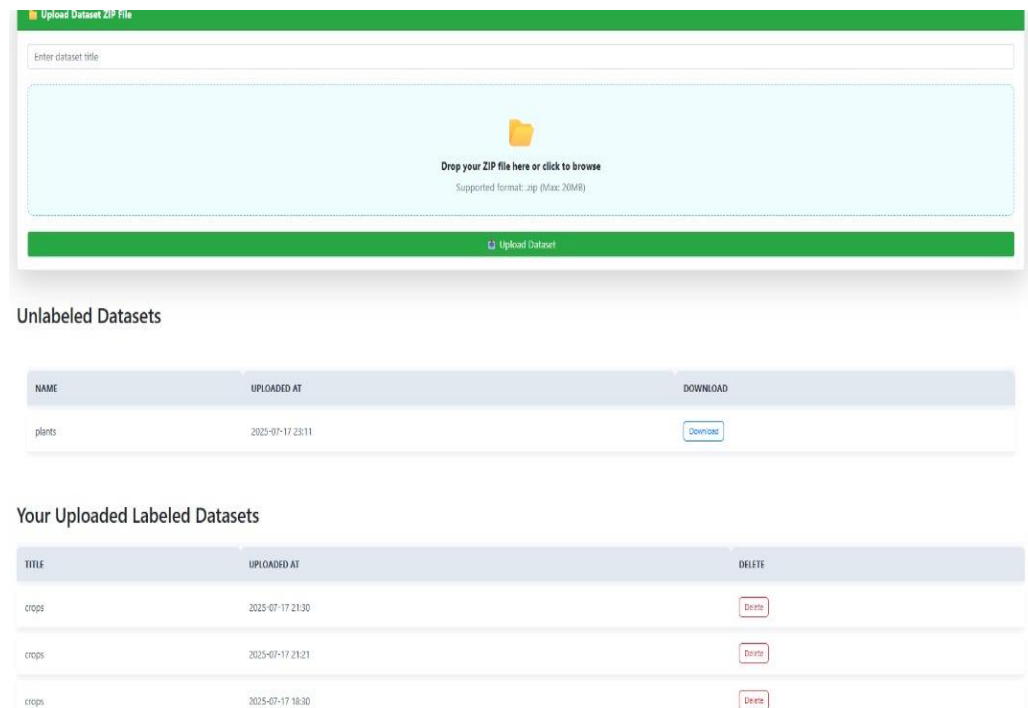 Upload Dataset ZIP File
Enter dataset title
Drop your ZIP file here or click to browse
Supported format: .zip (Max: 20MB)
Upload Dataset
Unlabeled Datasets
NAME UPLOADED AT DOWNLOAD
plants 2025-07-17 23:11 Download
Your Uploaded Labeled Datasets
TITLE UPLOADED AT DELETE
crops 2025-07-17 21:30 Delete
crops 2025-07-17 21:21 Delete
crops 2025-07-17 18:30 Delete